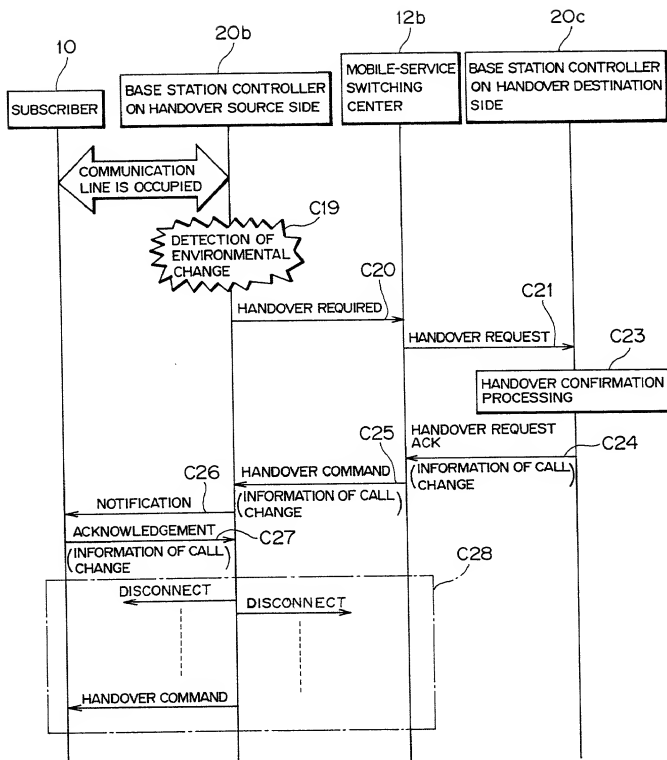 10
20b
12b
20c
SUBSCRIBER
BASE STATION CONTROLLER
ON HANDOVER SOURCE SIDE
MOBILE-SERVICE
SWITCHING
CENTER
BASE STATION CONTROLLER
ON HANDOVER DESTINATION
SIDE
COMMUNICATION
LINE IS OCCUPIED
C19
DETECTION OF
ENVIRONMENTAL
CHANGE
C20
HANDOVER REQUIRED
C21
HANDOVER REQUEST
C23
HANDOVER CONFIRMATION
PROCESSING
HANDOVER REQUEST
ACK
C24
(INFORMATION OF CALL
CHANGE)
C25
HANDOVER COMMAND
(INFORMATION OF CALL
CHANGE)
C26
NOTIFICATION
ACKNOWLEDGEMENT
C27
(INFORMATION OF CALL
CHANGE)
C28
DISCONNECT
DISCONNECT
HANDOVER COMMAND